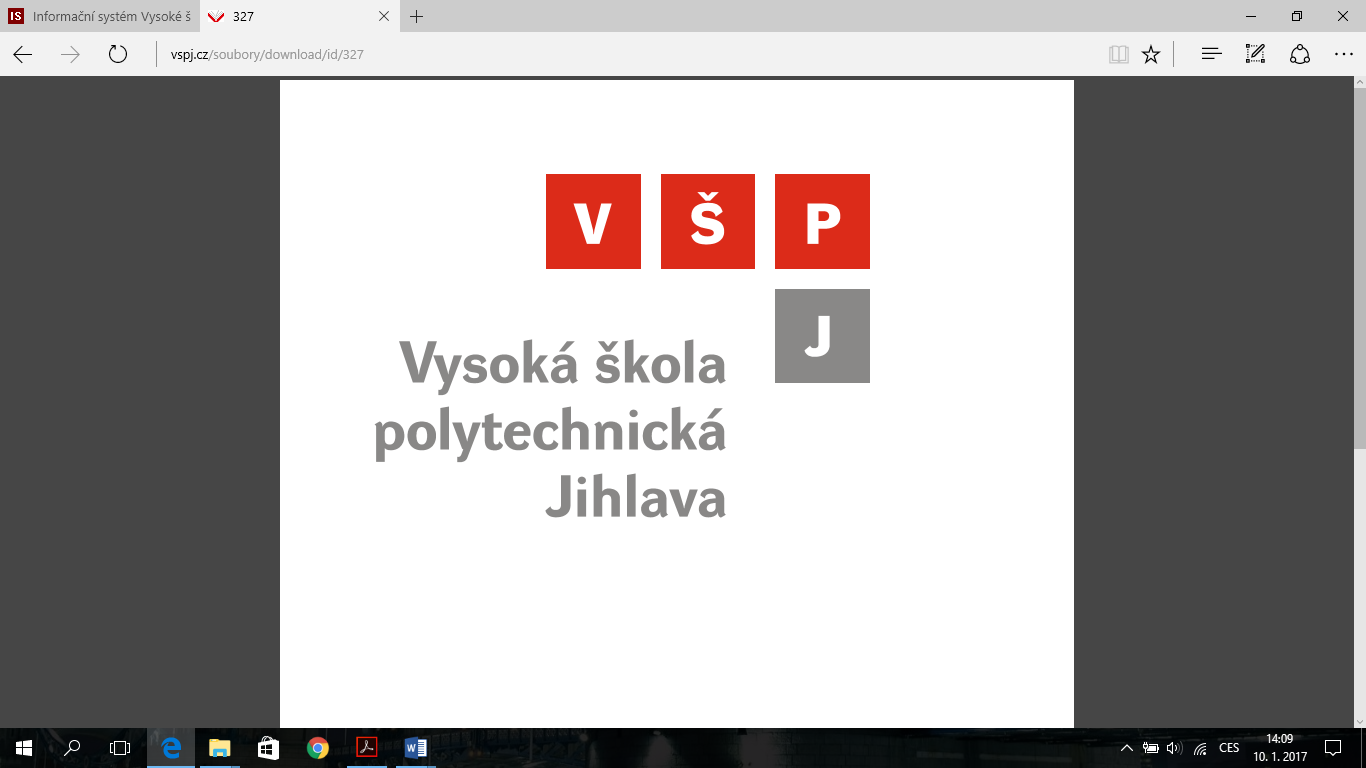 Informační systém Vysoké š
327
vspj.cz/soubory/download/id/327
V Š P
J
Vysoká škola
polytechnická
Jihlava
CES
14:09
10. 1. 2017